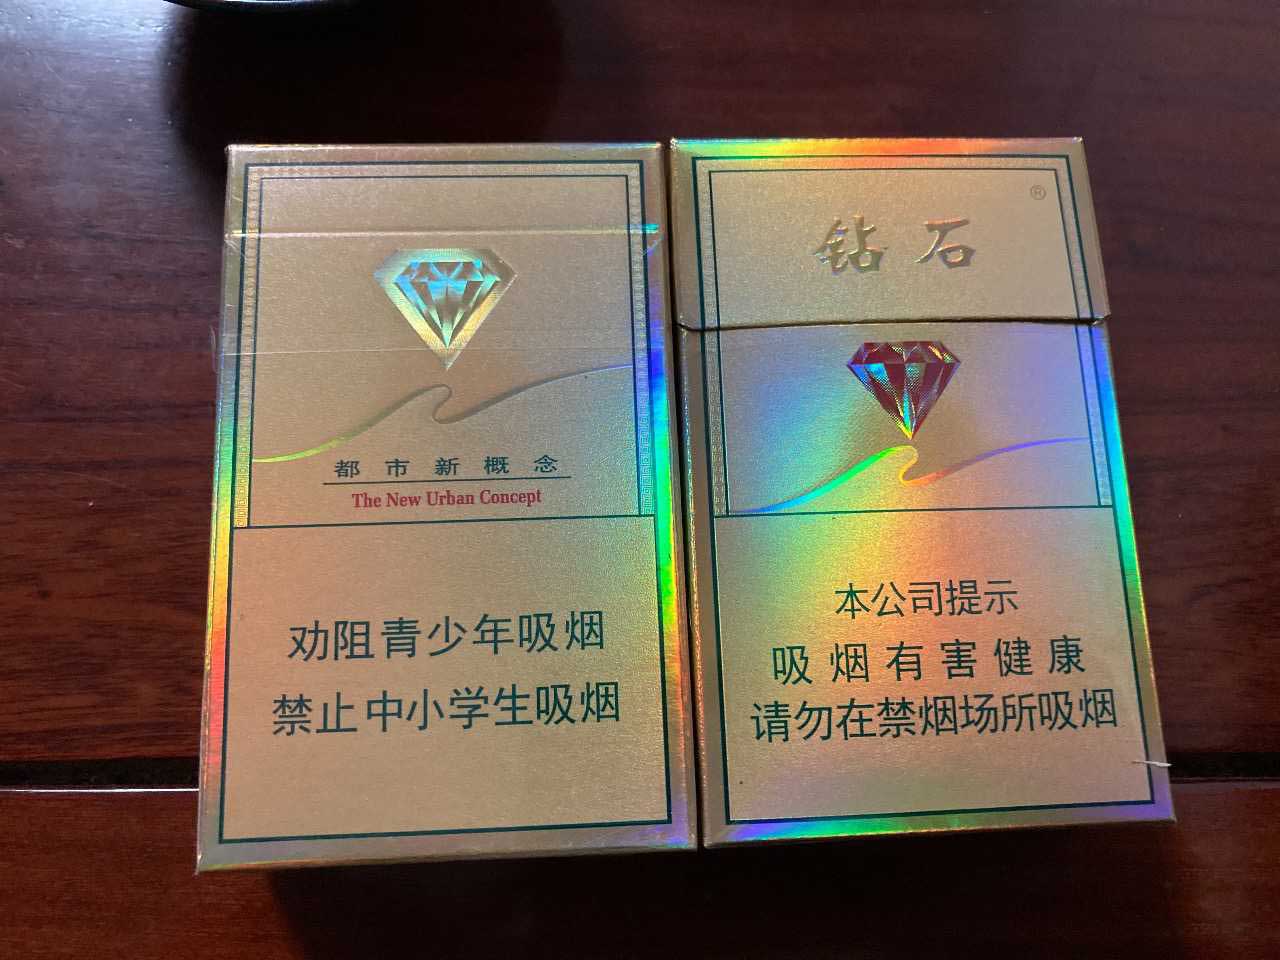 都市新概念
The New Urban Concept
劝阻青少年吸烟
禁止中小学生吸烟
钻石®
本公司提示
吸烟有害健康
请勿在禁烟场所吸烟